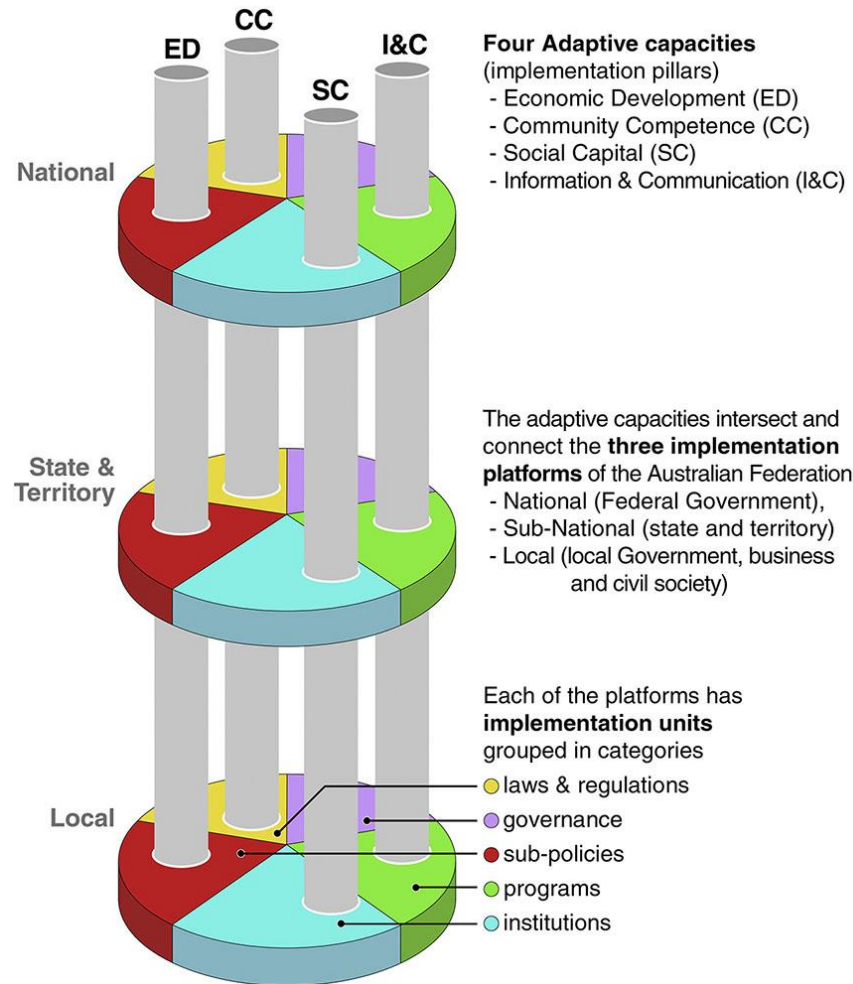 CC
ED
I&C
SC
Four Adaptive capacities
(implementation pillars)
- Economic Development (ED)
- Community Competence (CC)
- Social Capital (SC)
- Information & Communication (I&C)
National
The adaptive capacities intersect and
connect the three implementation
platforms of the Australian Federation
- National (Federal Government),
- Sub-National (state and territory)
- Local (local Government, business
and civil society)
State &
Territory
Each of the platforms has
implementation units
grouped in categories
laws & regulations
governance
sub-policies
programs
institutions
Local